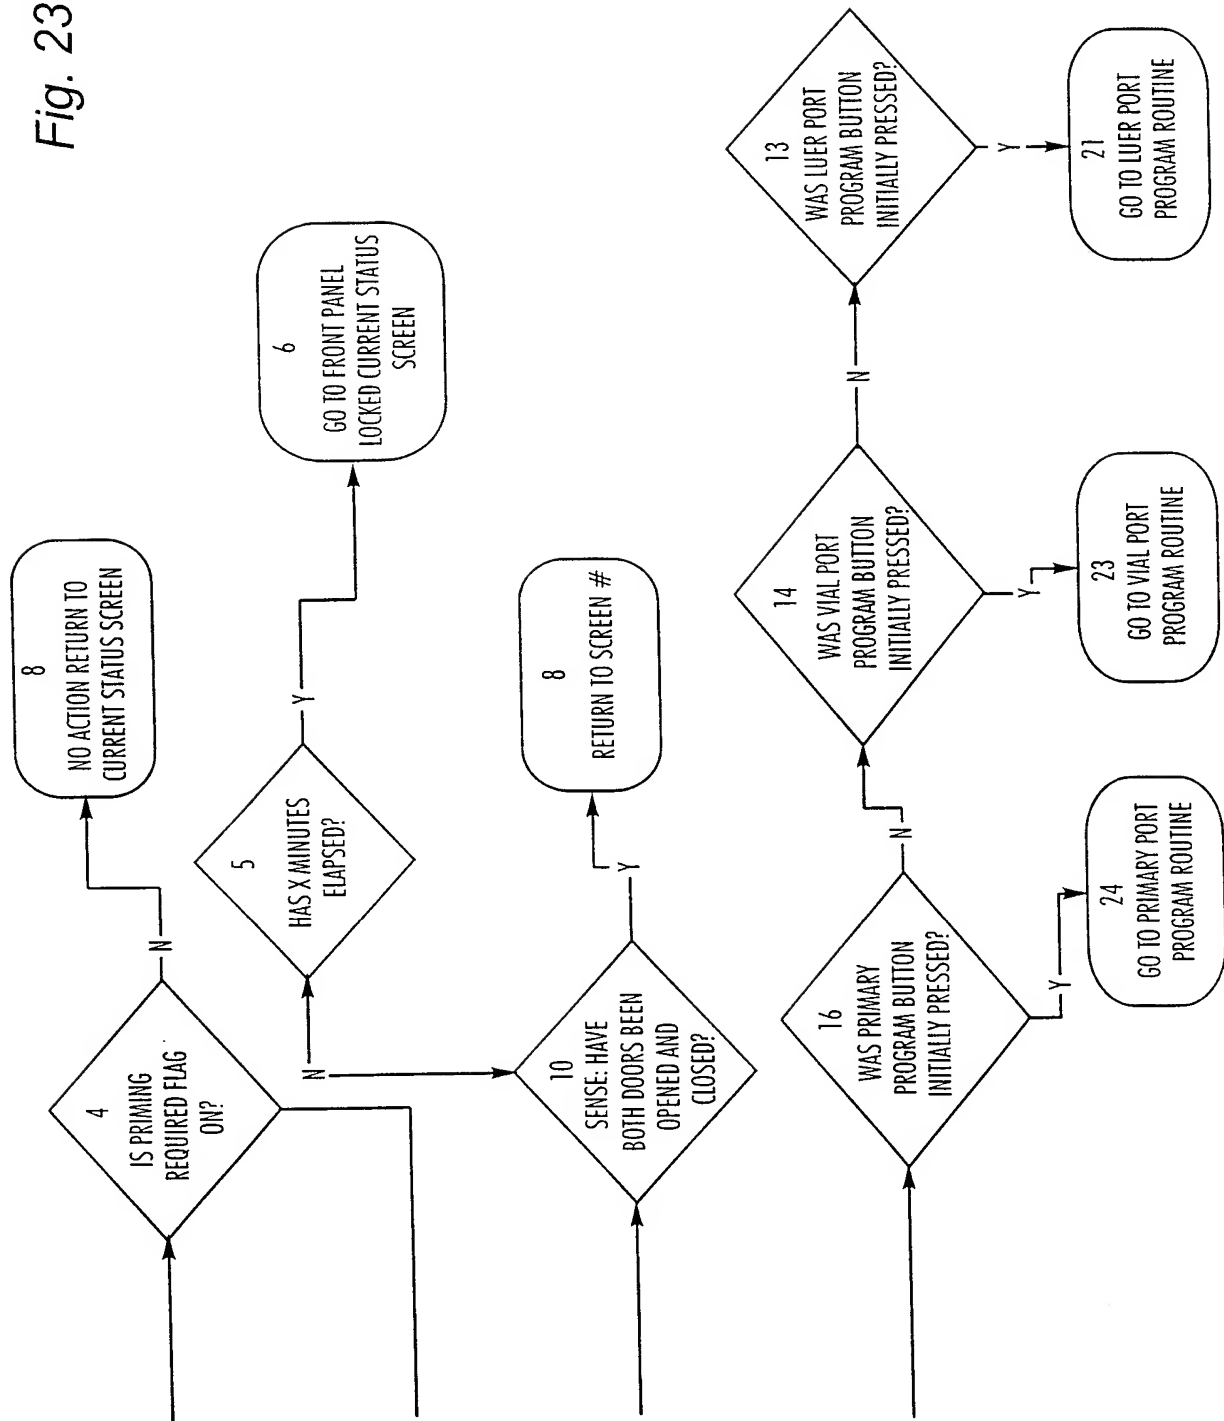 Fig. 23
8
NO ACTION RETURN TO
CURRENT STATUS SCREEN
N
4
IS PRIMING
REQUIRED FLAG
ON?
6
GO TO FRONT PANEL
LOCKED CURRENT STATUS
SCREEN
Y
5
HAS X MINUTES
ELAPSED?
N
8
RETURN TO SCREEN #
Y
10
SENSE: HAVE
BOTH DOORS BEEN
OPENED AND
CLOSED?
16
WAS PRIMARY
PROGRAM BUTTON
INITIALLY PRESSED?
N
Y
24
GO TO PRIMARY PORT
PROGRAM ROUTINE
14
WAS VIAL PORT
PROGRAM BUTTON
INITIALLY PRESSED?
N
Y
23
GO TO VIAL PORT
PROGRAM ROUTINE
13
WAS LUER PORT
PROGRAM BUTTON
INITIALLY PRESSED?
Y
21
GO TO LUER PORT
PROGRAM ROUTINE